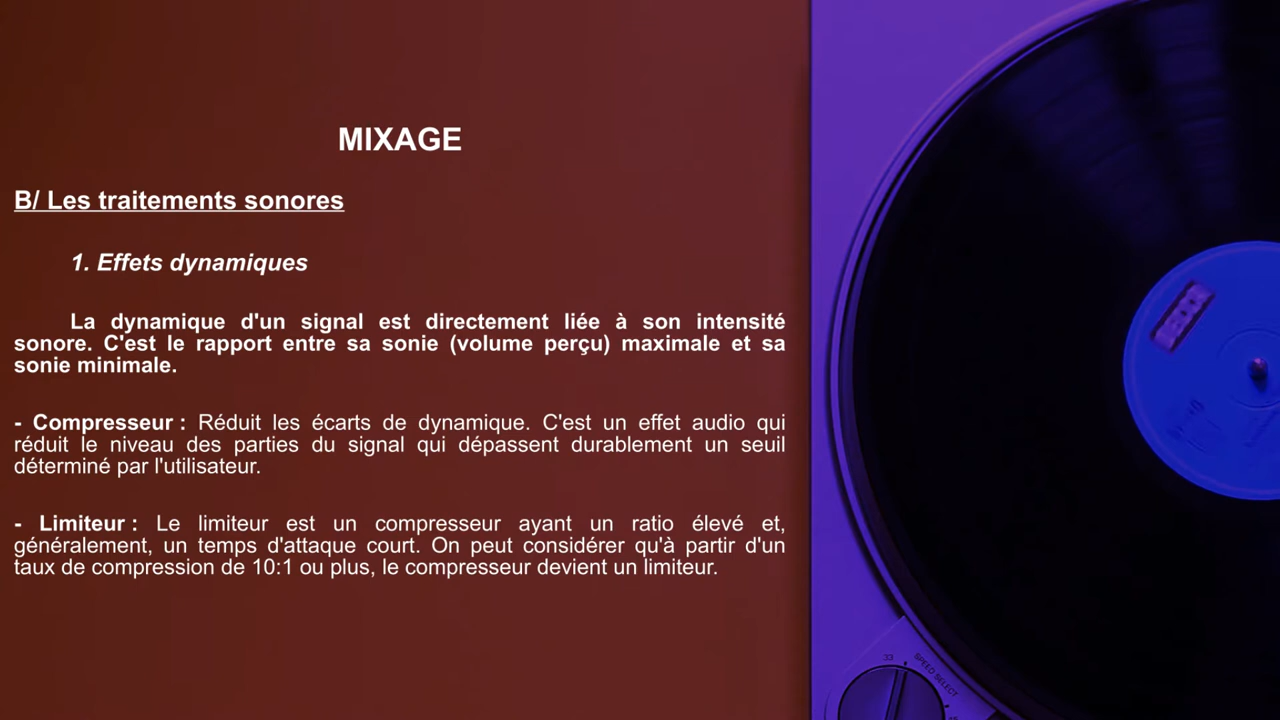 MIXAGE
B/ Les traitements sonores
1. Effets dynamiques
La dynamique d'un signal est directement liée à son intensité
sonore. C'est le rapport entre sa sonie (volume perçu) maximale et sa
sonie minimale.
- Compresseur : Réduit les écarts de dynamique. C'est un effet audio qui
réduit le niveau des parties du signal qui dépassent durablement un seuil
déterminé par l'utilisateur.
- Limiteur : Le limiteur est un compresseur ayant un ratio élevé et,
généralement, un temps d'attaque court. On peut considérer qu'à partir d'un
taux de compression de 10:1 ou plus, le compresseur devient un limiteur.
33
SPEED SELECT